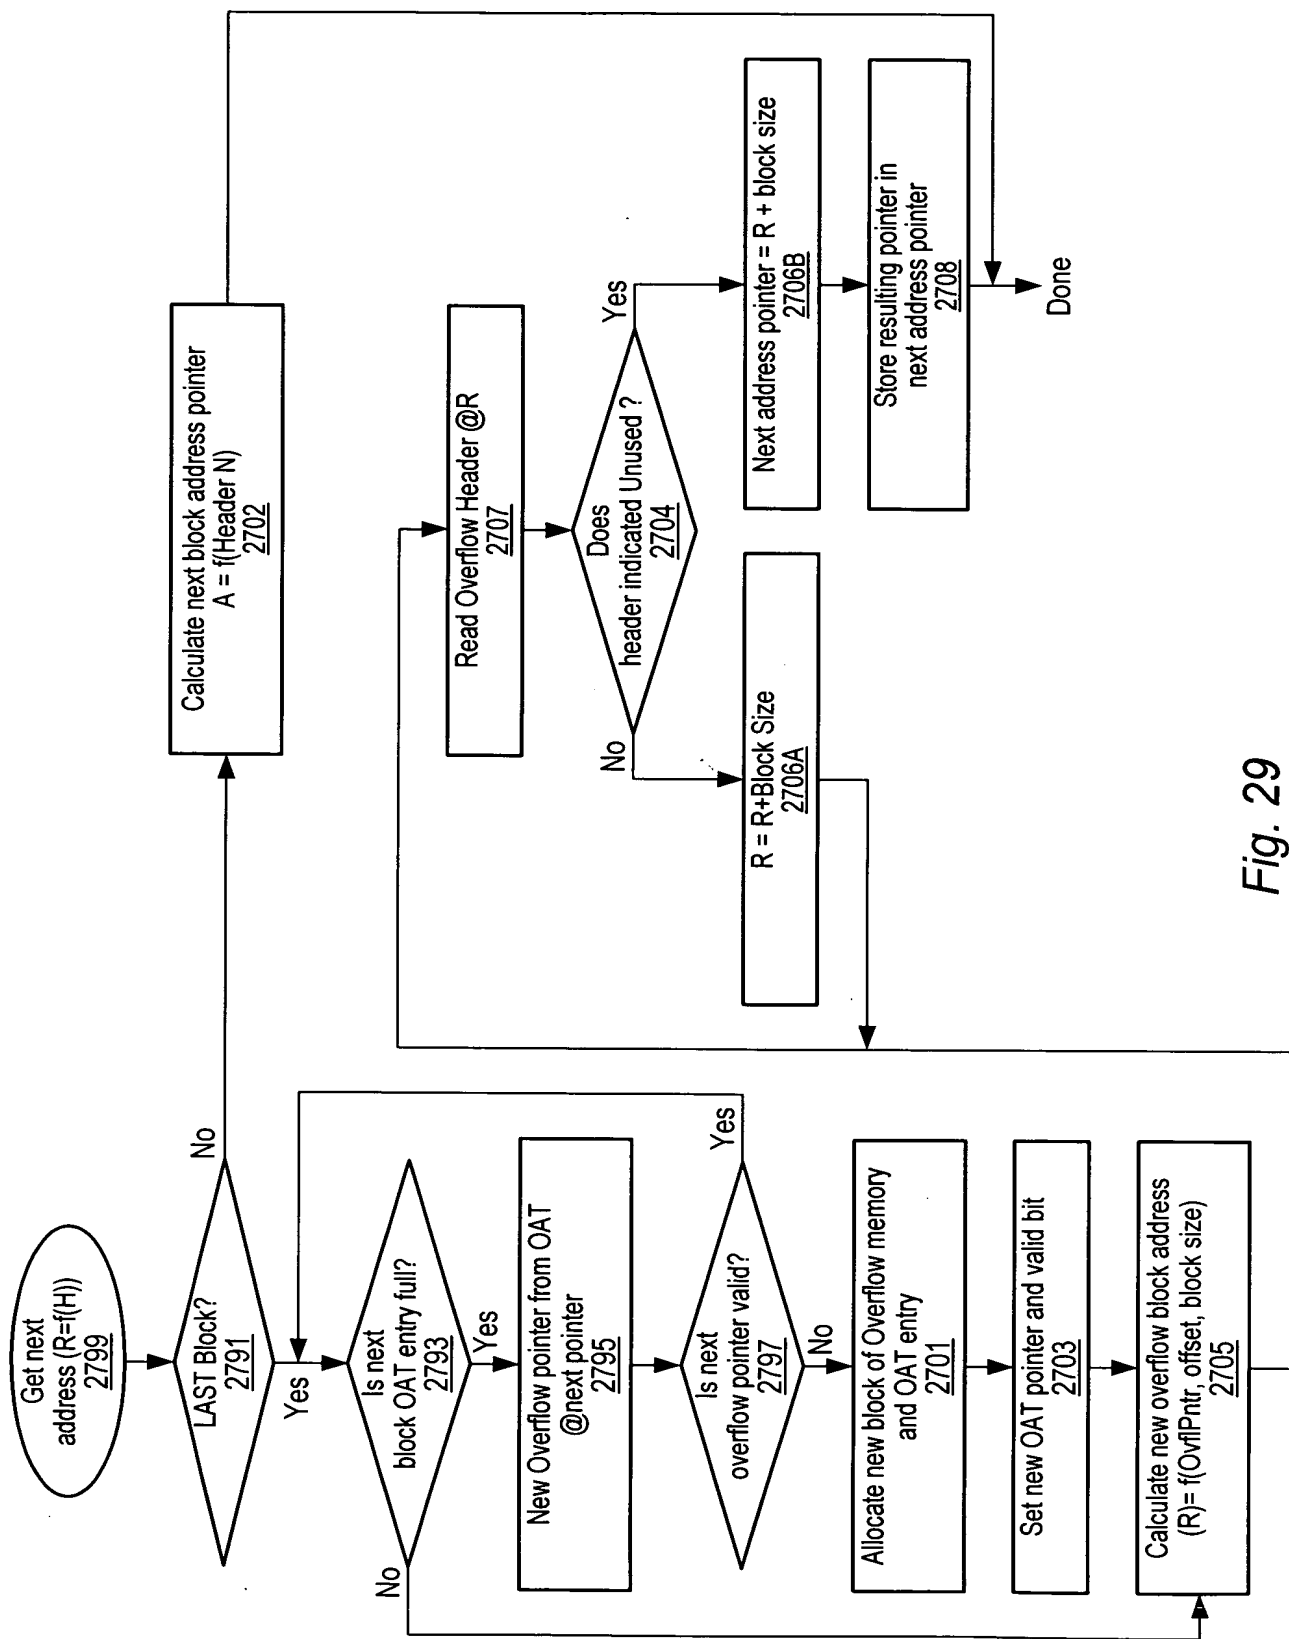 Get next
address (R=f(H))
2799
LAST Block?
2791
No
Yes
Is next
block OAT entry full?
2793
No
Yes
New Overflow pointer from OAT
@next pointer
2795
Is next
overflow pointer valid?
2797
Yes
No
Allocate new block of Overflow memory
and OAT entry
2701
Set new OAT pointer and valid bit
2703
Calculate new overflow block address
(R)= f(OvflPntr, offset, block size)
2705
Calculate next block address pointer
A = f(Header N)
2702
Read Overflow Header @R
2707
Does
header indicated Unused ?
2704
No
Yes
R = R+Block Size
2706A
Next address pointer = R + block size
2706B
Store resulting pointer in
next address pointer
2708
Done
Fig. 29